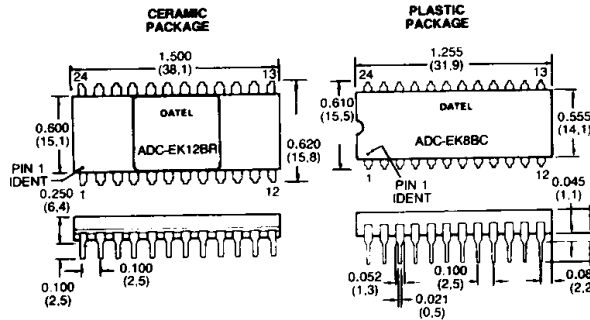 CERAMIC
PACKAGE
1.500
(38,1)
24
13
0.600
(15,1)
DATEL
ADC-EK12BR
0.620
(15,8)
PIN 1
IDENT
1
12
0.250
(6,4)
0.100
(2,5)
0.100
(2,5)
PLASTIC
PACKAGE
1.255
(31,9)
24
13
0.610
(15,5)
DATEL
ADC-EK8BC
0.555
(14,1)
1
12
PIN 1
IDENT
0.045
(1,1)
0.052
(1,3)
0.100
(2,5)
0.021
(0,5)